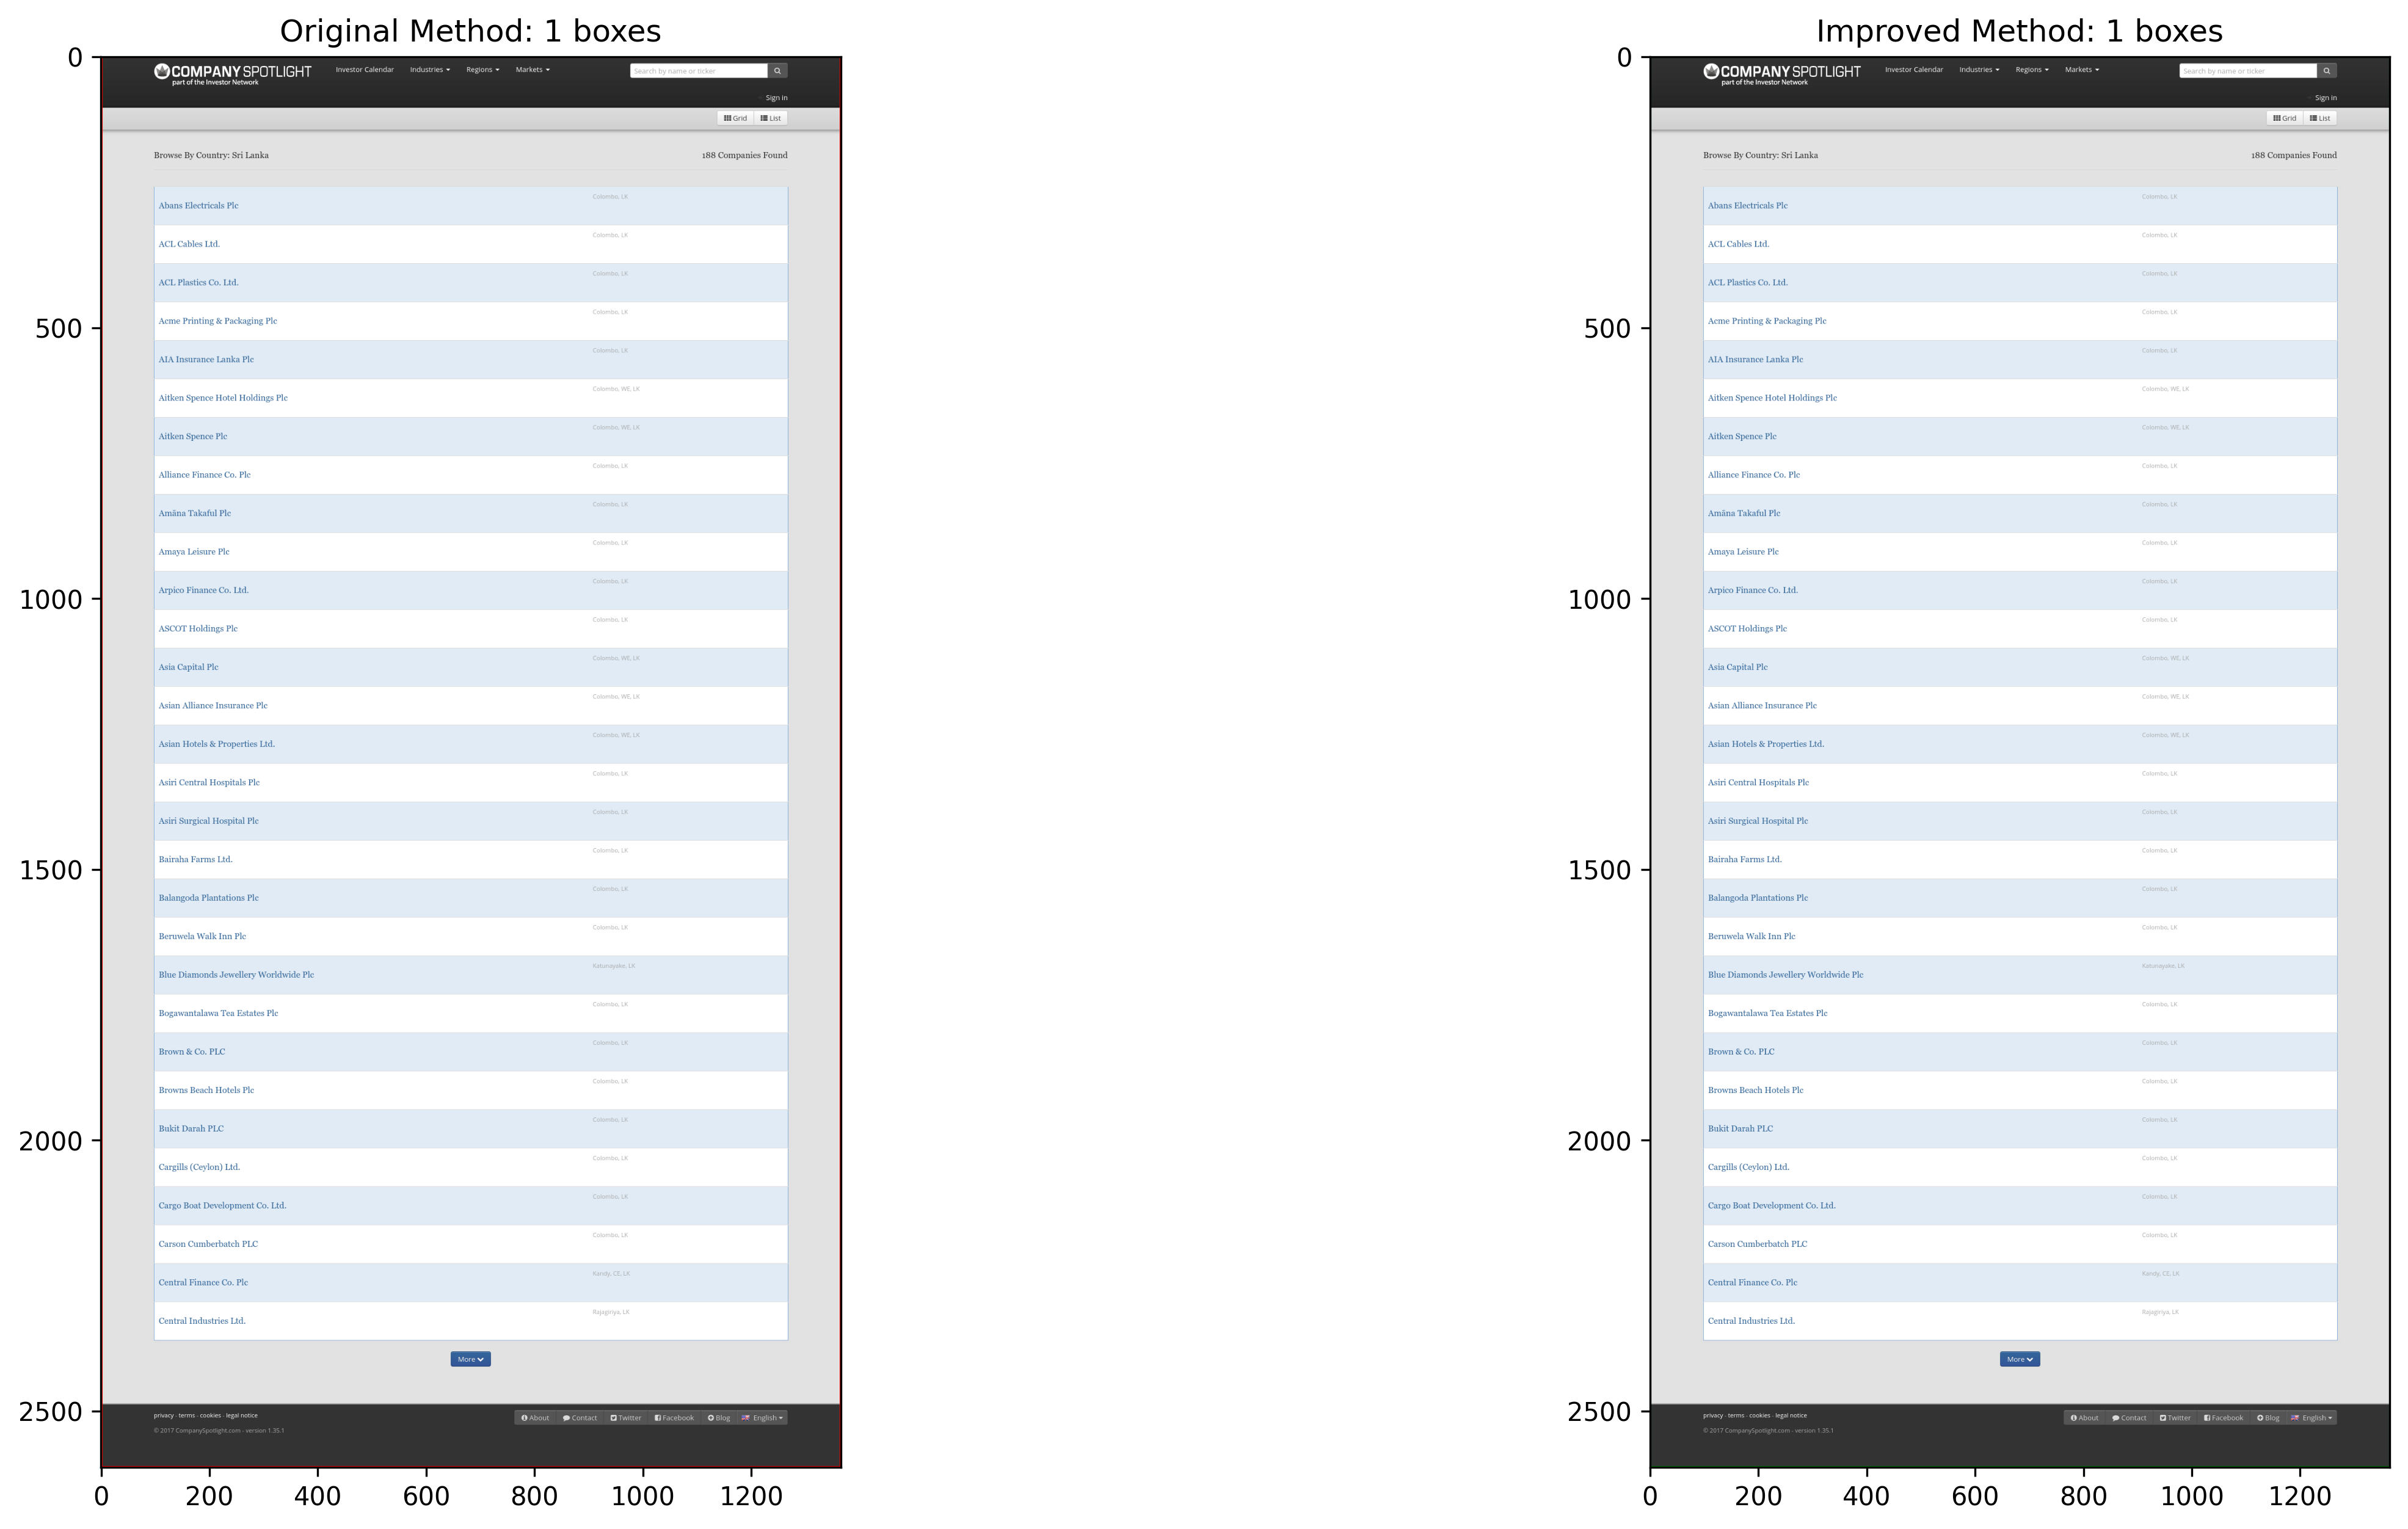 Original Method: 1 boxes
0
500
1000
1500
2000
2500
0 200 400 600 800 1000 1200
COMPANY SPOTLIGHT
part of the Investor Network
Investor Calendar Industries Regions Markets
Search by name or ticker
Sign in
Grid List
Browse By Country: Sri Lanka 188 Companies Found
Abans Electricals Plc Colombo, LK
ACL Cables Ltd. Colombo, LK
ACL Plastics Co. Ltd. Colombo, LK
Acme Printing & Packaging Plc Colombo, LK
AIA Insurance Lanka Plc Colombo, LK
Aitken Spence Hotel Holdings Plc Colombo, WE, LK
Aitken Spence Plc Colombo, WE, LK
Alliance Finance Co. Plc Colombo, LK
Amãna Takaful Plc Colombo, LK
Amaya Leisure Plc Colombo, LK
Arpico Finance Co. Ltd. Colombo, LK
ASCOT Holdings Plc Colombo, LK
Asia Capital Plc Colombo, WE, LK
Asian Alliance Insurance Plc Colombo, WE, LK
Asian Hotels & Properties Ltd. Colombo, WE, LK
Asiri Central Hospitals Plc Colombo, LK
Asiri Surgical Hospital Plc Colombo, LK
Bairaha Farms Ltd. Colombo, LK
Balangoda Plantations Plc Colombo, LK
Beruwela Walk Inn Plc Colombo, LK
Blue Diamonds Jewellery Worldwide Plc Katunayake, LK
Bogawantalawa Tea Estates Plc Colombo, LK
Brown & Co. PLC Colombo, LK
Browns Beach Hotels Plc Colombo, LK
Bukit Darah PLC Colombo, LK
Cargills (Ceylon) Ltd. Colombo, LK
Cargo Boat Development Co. Ltd. Colombo, LK
Carson Cumberbatch PLC Colombo, LK
Central Finance Co. Plc Kandy, CE, LK
Central Industries Ltd. Rajagiriya, LK
More
privacy · terms · cookies · legal notice
© 2017 CompanySpotlight.com - version 1.35.1
About Contact Twitter Facebook Blog English
Improved Method: 1 boxes
0
500
1000
1500
2000
2500
0 200 400 600 800 1000 1200
COMPANY SPOTLIGHT
part of the Investor Network
Investor Calendar Industries Regions Markets
Search by name or ticker
Sign in
Grid List
Browse By Country: Sri Lanka 188 Companies Found
Abans Electricals Plc Colombo, LK
ACL Cables Ltd. Colombo, LK
ACL Plastics Co. Ltd. Colombo, LK
Acme Printing & Packaging Plc Colombo, LK
AIA Insurance Lanka Plc Colombo, LK
Aitken Spence Hotel Holdings Plc Colombo, WE, LK
Aitken Spence Plc Colombo, WE, LK
Alliance Finance Co. Plc Colombo, LK
Amãna Takaful Plc Colombo, LK
Amaya Leisure Plc Colombo, LK
Arpico Finance Co. Ltd. Colombo, LK
ASCOT Holdings Plc Colombo, LK
Asia Capital Plc Colombo, WE, LK
Asian Alliance Insurance Plc Colombo, WE, LK
Asian Hotels & Properties Ltd. Colombo, WE, LK
Asiri Central Hospitals Plc Colombo, LK
Asiri Surgical Hospital Plc Colombo, LK
Bairaha Farms Ltd. Colombo, LK
Balangoda Plantations Plc Colombo, LK
Beruwela Walk Inn Plc Colombo, LK
Blue Diamonds Jewellery Worldwide Plc Katunayake, LK
Bogawantalawa Tea Estates Plc Colombo, LK
Brown & Co. PLC Colombo, LK
Browns Beach Hotels Plc Colombo, LK
Bukit Darah PLC Colombo, LK
Cargills (Ceylon) Ltd. Colombo, LK
Cargo Boat Development Co. Ltd. Colombo, LK
Carson Cumberbatch PLC Colombo, LK
Central Finance Co. Plc Kandy, CE, LK
Central Industries Ltd. Rajagiriya, LK
More
privacy · terms · cookies · legal notice
© 2017 CompanySpotlight.com - version 1.35.1
About Contact Twitter Facebook Blog English